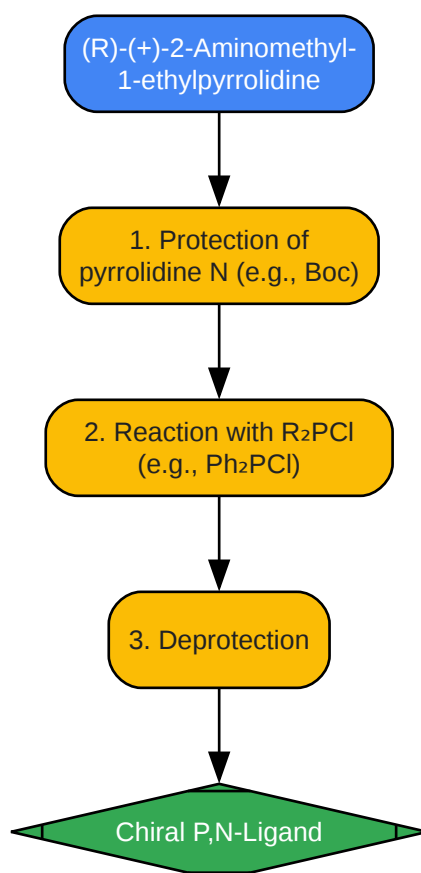 (R)-(+)-2-Aminomethyl-
1-ethylpyrrolidine
1. Protection of
pyrrolidine N (e.g., Boc)
2. Reaction with R₂PCl
(e.g., Ph₂PCl)
3. Deprotection
Chiral P,N-Ligand